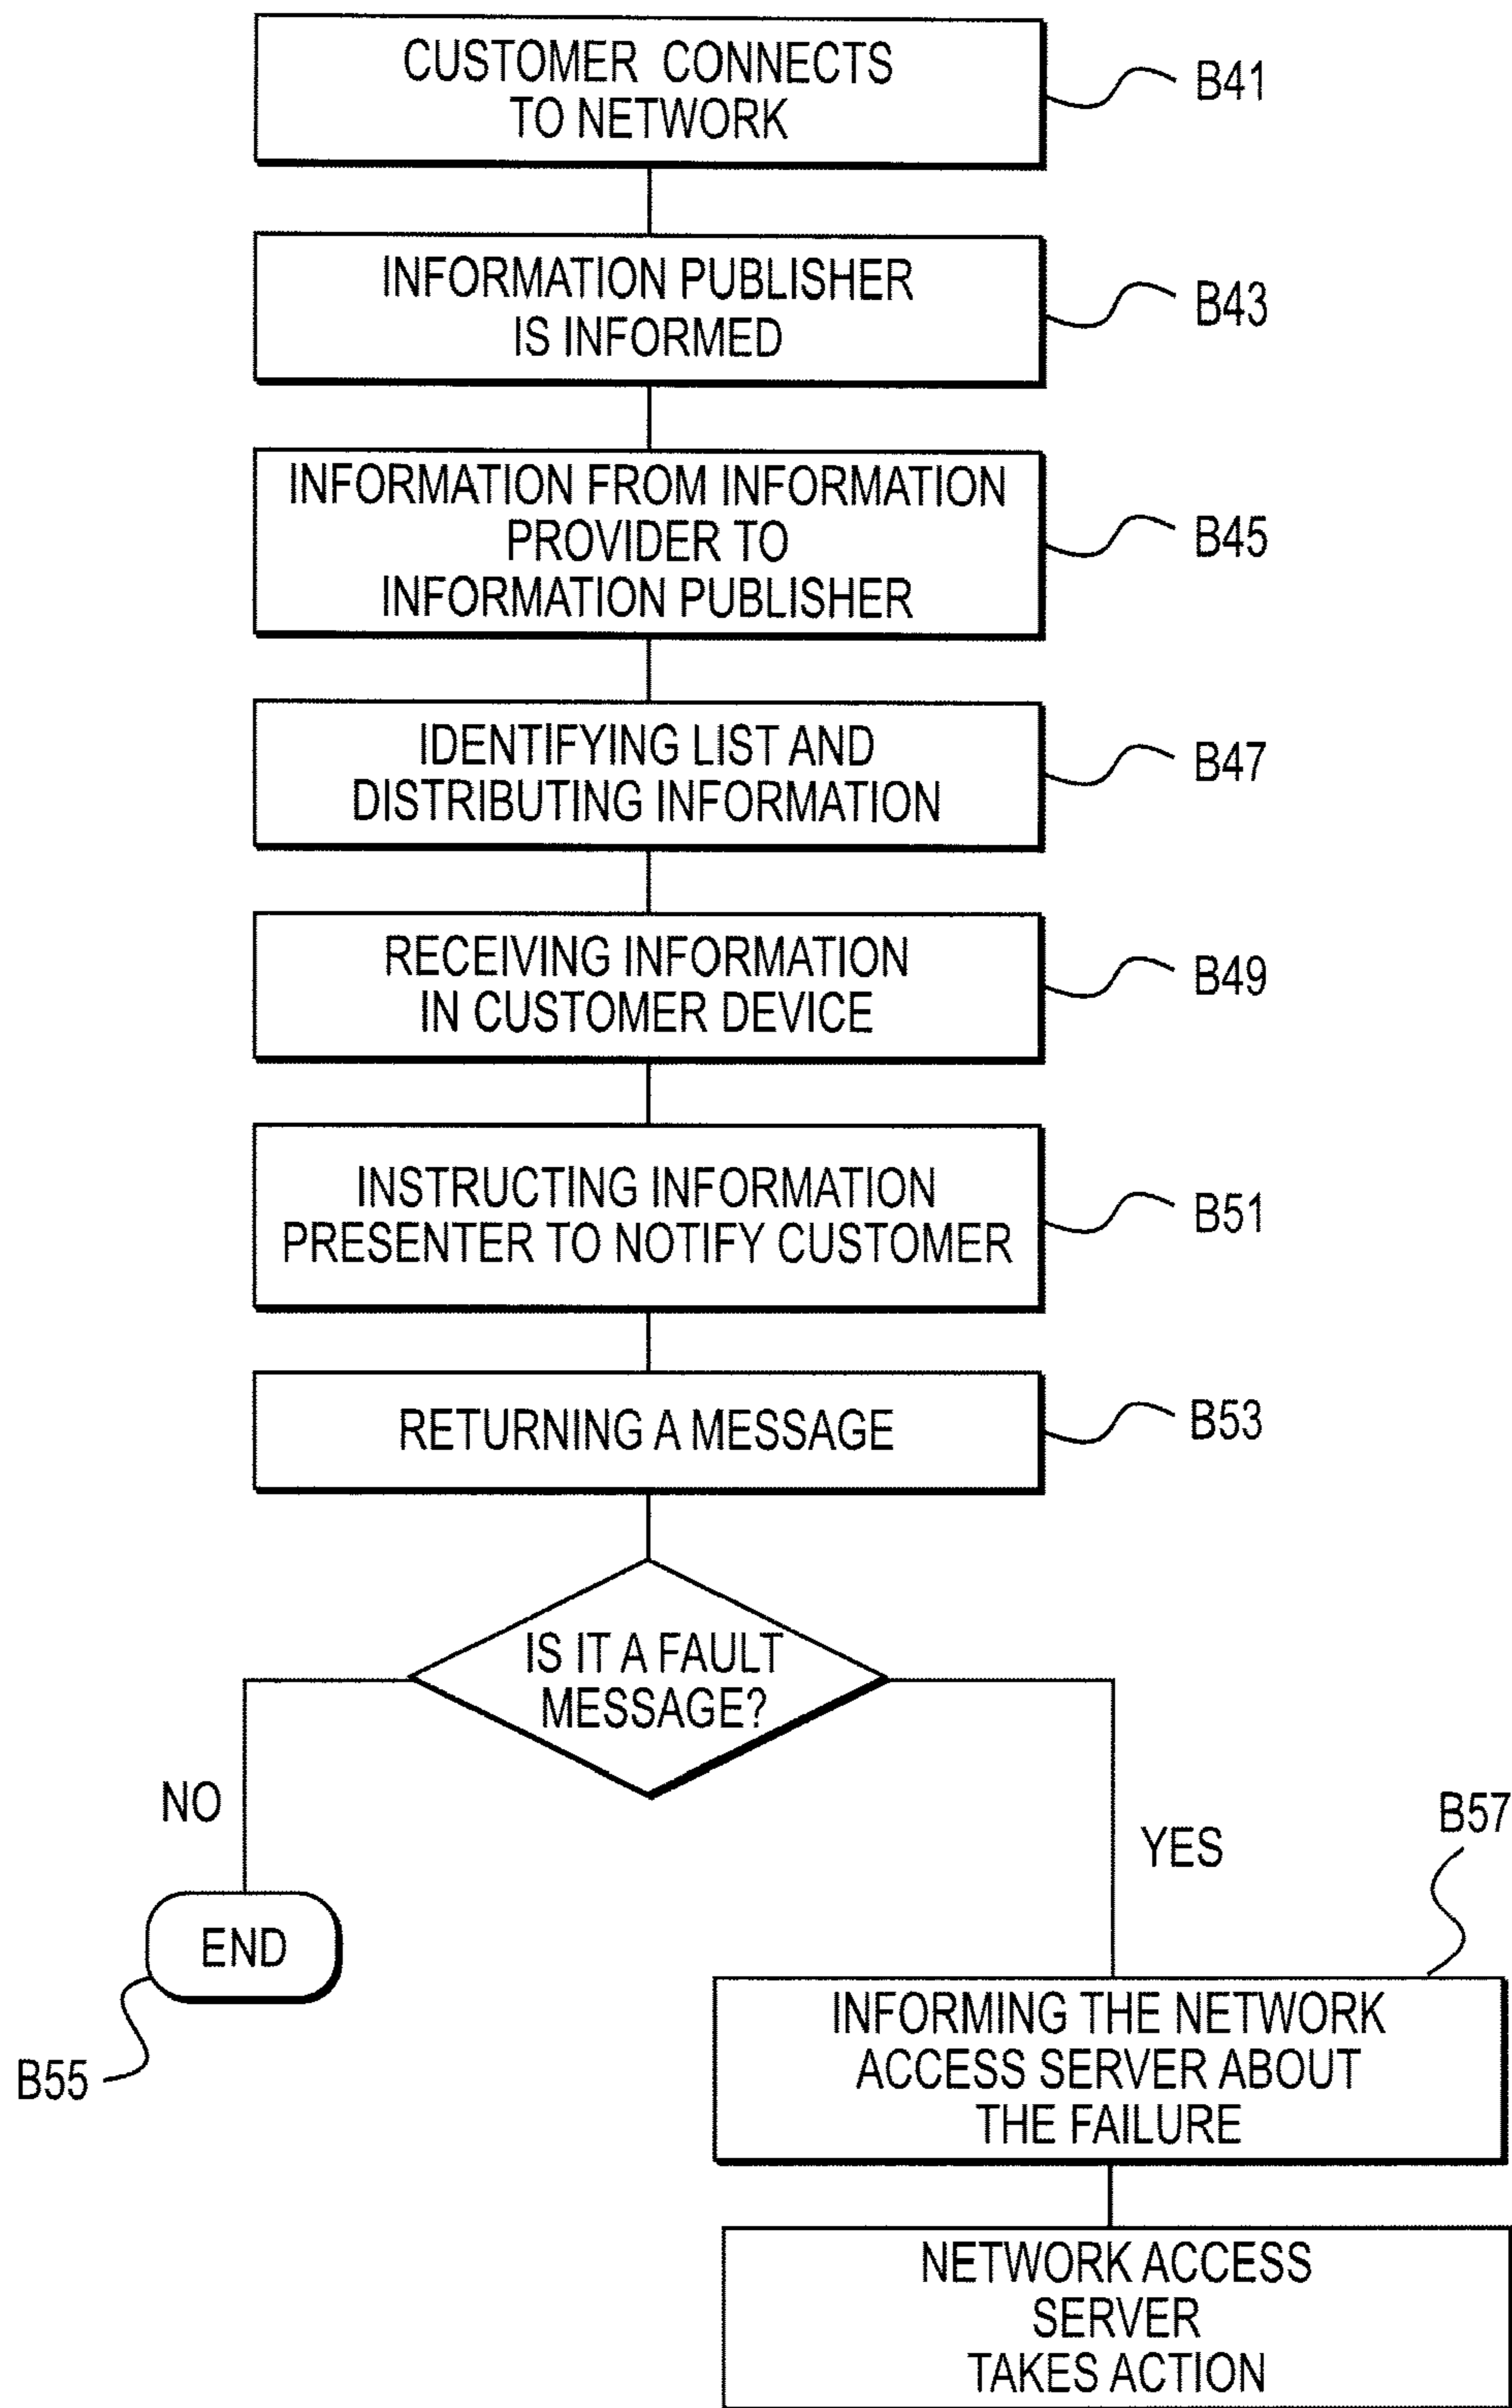 CUSTOMER CONNECTS
TO NETWORK
B41
INFORMATION PUBLISHER
IS INFORMED
B43
INFORMATION FROM INFORMATION
PROVIDER TO
INFORMATION PUBLISHER
B45
IDENTIFYING LIST AND
DISTRIBUTING INFORMATION
B47
RECEIVING INFORMATION
IN CUSTOMER DEVICE
B49
INSTRUCTING INFORMATION
PRESENTER TO NOTIFY CUSTOMER
B51
RETURNING A MESSAGE
B53
IS IT A FAULT
MESSAGE?
NO
YES
END
B55
B57
INFORMING THE NETWORK
ACCESS SERVER ABOUT
THE FAILURE
NETWORK ACCESS
SERVER
TAKES ACTION